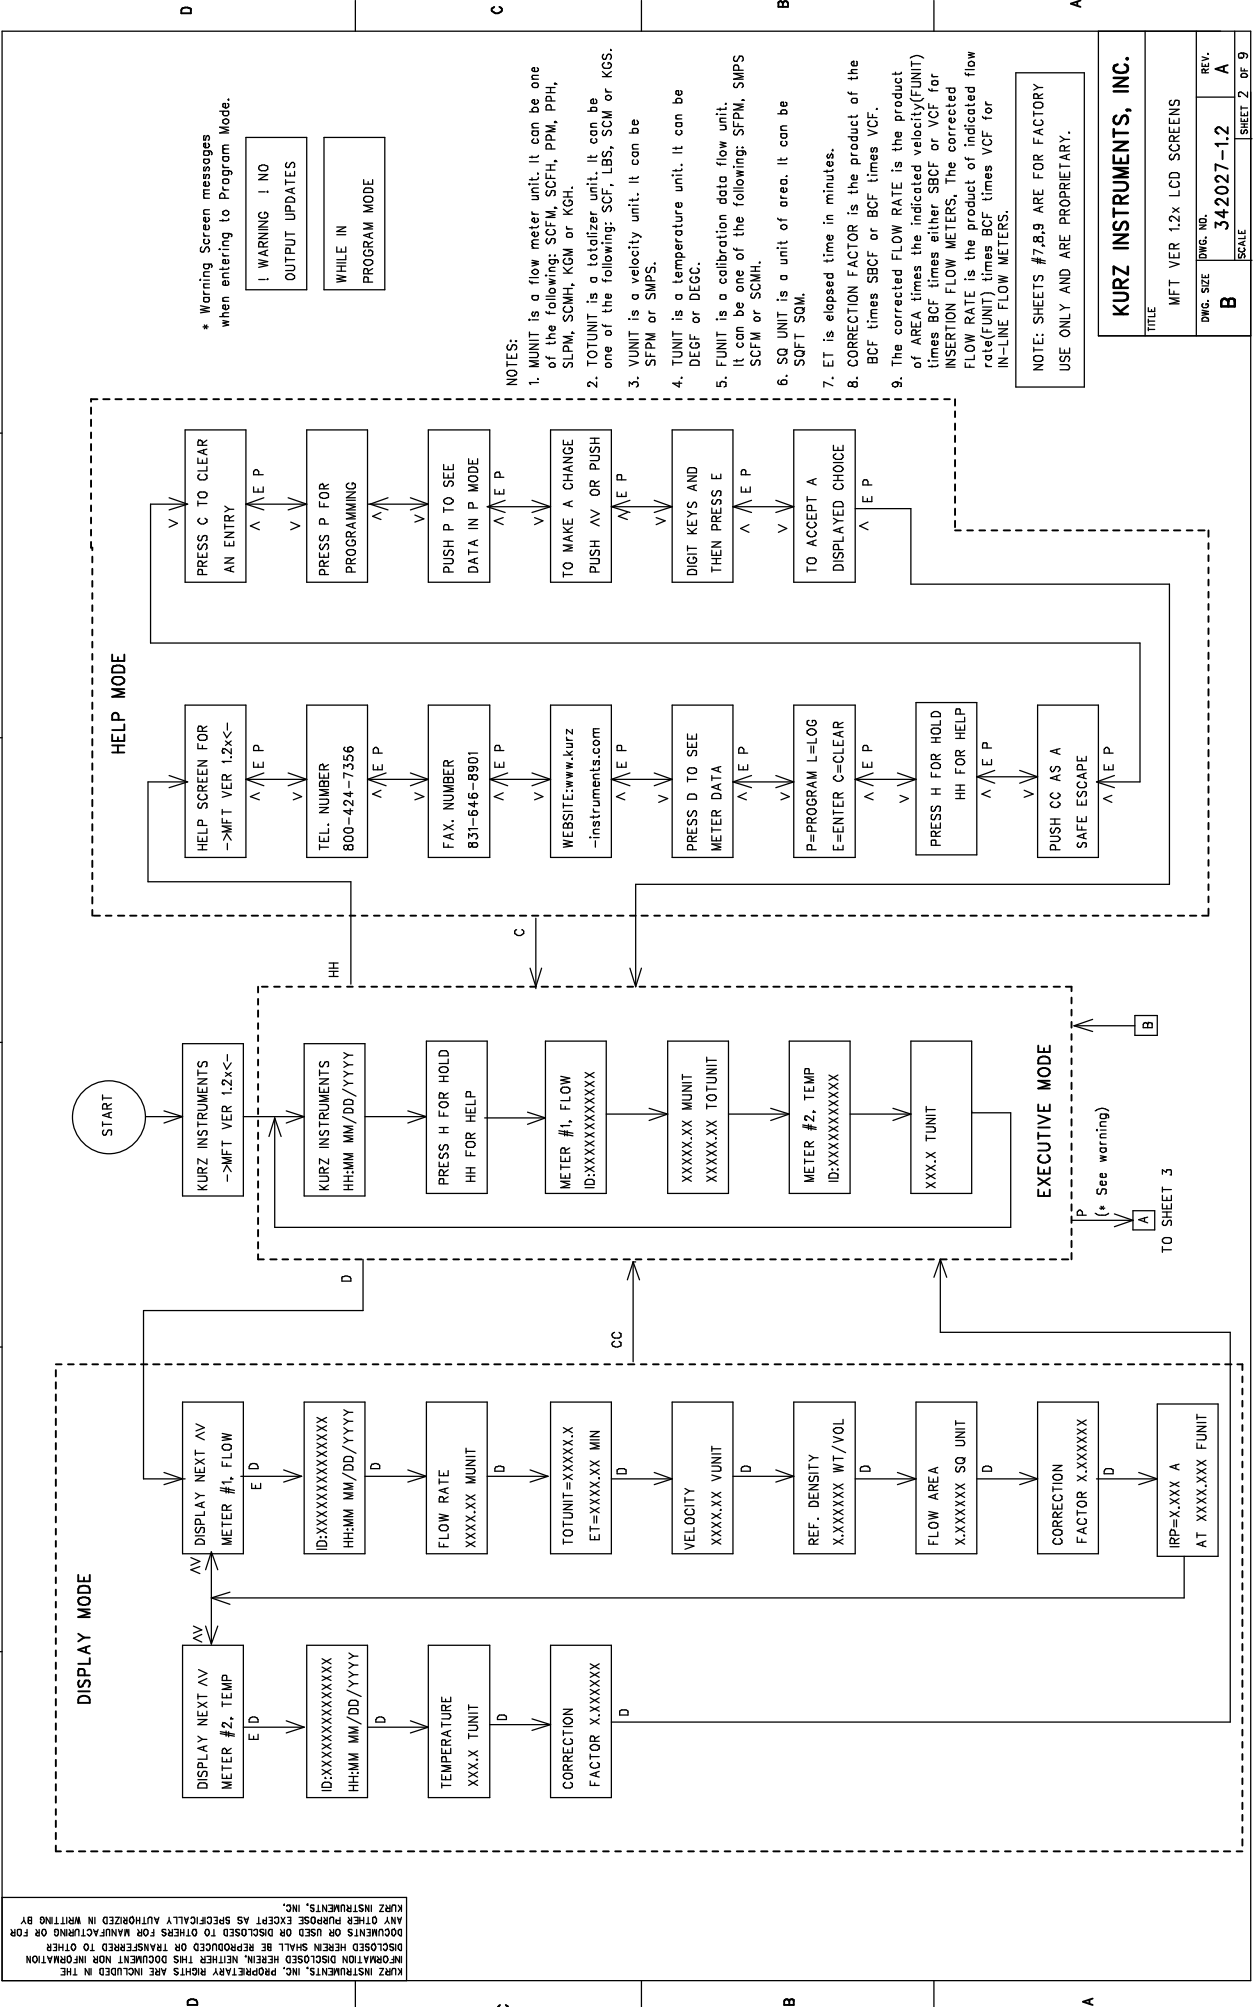 KURZ INSTRUMENTS, INC. PROPRIETARY RIGHTS ARE INCLUDED IN THE
INFORMATION DISCLOSED HEREIN. NEITHER THIS DOCUMENT NOR INFORMATION
DISCLOSED HEREIN SHALL BE REPRODUCED OR TRANSFERRED TO OTHER
DOCUMENTS OR USED OR DISCLOSED TO OTHERS FOR MANUFACTURING OR FOR
ANY OTHER PURPOSE EXCEPT AS SPECIFICALLY AUTHORIZED IN WRITTING BY
KURZ INSTRUMENTS, INC.
D
B
A
DISPLAY MODE
DISPLAY NEXT ΛV
METER #2, TEMP
ΛV
E D
ID:XXXXXXXXXXXXXX
HH:MM MM/DD/YYYY
D
TEMPERATURE
XXX.X TUNIT
D
CORRECTION
FACTOR X.XXXXXX
D
DISPLAY NEXT ΛV
METER #1, FLOW
ΛV
E D
ID:XXXXXXXXXXXXXX
HH:MM MM/DD/YYYY
D
FLOW RATE
XXXX.XX MUNIT
D
TOTUNIT=XXXXX.X
ET=XXXX.XX MIN
D
VELOCITY
XXXX.XX VUNIT
D
REF. DENSITY
X.XXXXXX WT/VOL
D
FLOW AREA
X.XXXXXX SQ UNIT
D
CORRECTION
FACTOR X.XXXXXX
D
IRP=X.XXX A
AT XXXX.XXX FUNIT
D
CC
START
KURZ INSTRUMENTS
->MFT VER 1.2x<-
KURZ INSTRUMENTS
HH:MM MM/DD/YYYY
PRESS H FOR HOLD
HH FOR HELP
METER #1, FLOW
ID:XXXXXXXXXXXX
XXXXX.XX MUNIT
XXXXX.XX TOTUNIT
METER #2, TEMP
ID:XXXXXXXXXXXX
XXX.X TUNIT
EXECUTIVE MODE
P
(* See warning)
A
TO SHEET 3
B
HH
C
HELP MODE
HELP SCREEN FOR
->MFT VER 1.2x<-
Λ E P
V
TEL. NUMBER
800-424-7356
Λ E P
V
FAX. NUMBER
831-646-8901
Λ E P
V
WEBSITE:www.kurz
-instruments.com
Λ E P
V
PRESS D TO SEE
METER DATA
Λ E P
V
P=PROGRAM L=LOG
E=ENTER C=CLEAR
Λ E P
V
PRESS H FOR HOLD
HH FOR HELP
Λ E P
V
PUSH CC AS A
SAFE ESCAPE
Λ E P
V
PRESS C TO CLEAR
AN ENTRY
Λ E P
V
PRESS P FOR
PROGRAMMING
Λ
V
PUSH P TO SEE
DATA IN P MODE
Λ E P
V
TO MAKE A CHANGE
PUSH ΛV OR PUSH
Λ E P
V
DIGIT KEYS AND
THEN PRESS E
Λ E P
V
TO ACCEPT A
DISPLAYED CHOICE
Λ E P
* Warning Screen messages
when entering to Program Mode.
! WARNING ! NO
OUTPUT UPDATES
WHILE IN
PROGRAM MODE
NOTES:
1. MUNIT is a flow meter unit. It can be one
of the following: SCFM, SCFH, PPM, PPH,
SLPM, SCMH, KGM or KGH.
2. TOTUNIT is a totalizer unit. It can be
one of the following: SCF, LBS, SCM or KGS.
3. VUNIT is a velocity unit. It can be
SFPM or SMPS.
4. TUNIT is a temperature unit. It can be
DEGF or DEGC.
5. FUNIT is a calibration data flow unit.
It can be one of the following: SFPM, SMPS
SCFM or SCMH.
6. SQ UNIT is a unit of area. It can be
SQFT SQM.
7. ET is elapsed time in minutes.
8. CORRECTION FACTOR is the product of the
BCF times SBCF or BCF times VCF.
9. The corrected FLOW RATE is the product
of AREA times the indicated velocity(FUNIT)
times BCF times either SBCF or VCF for
INSERTION FLOW METERS, The corrected
FLOW RATE is the product of indicated flow
rate(FUNIT) times BCF times VCF for
IN-LINE FLOW METERS.
NOTE: SHEETS #7,8,9 ARE FOR FACTORY
USE ONLY AND ARE PROPRIETARY.
KURZ INSTRUMENTS, INC.
TITLE
MFT VER 1.2x LCD SCREENS
DWG. SIZE
B
DWG. NO.
342027-1.2
REV.
A
SCALE
SHEET 2 OF 9
D
C
B
A